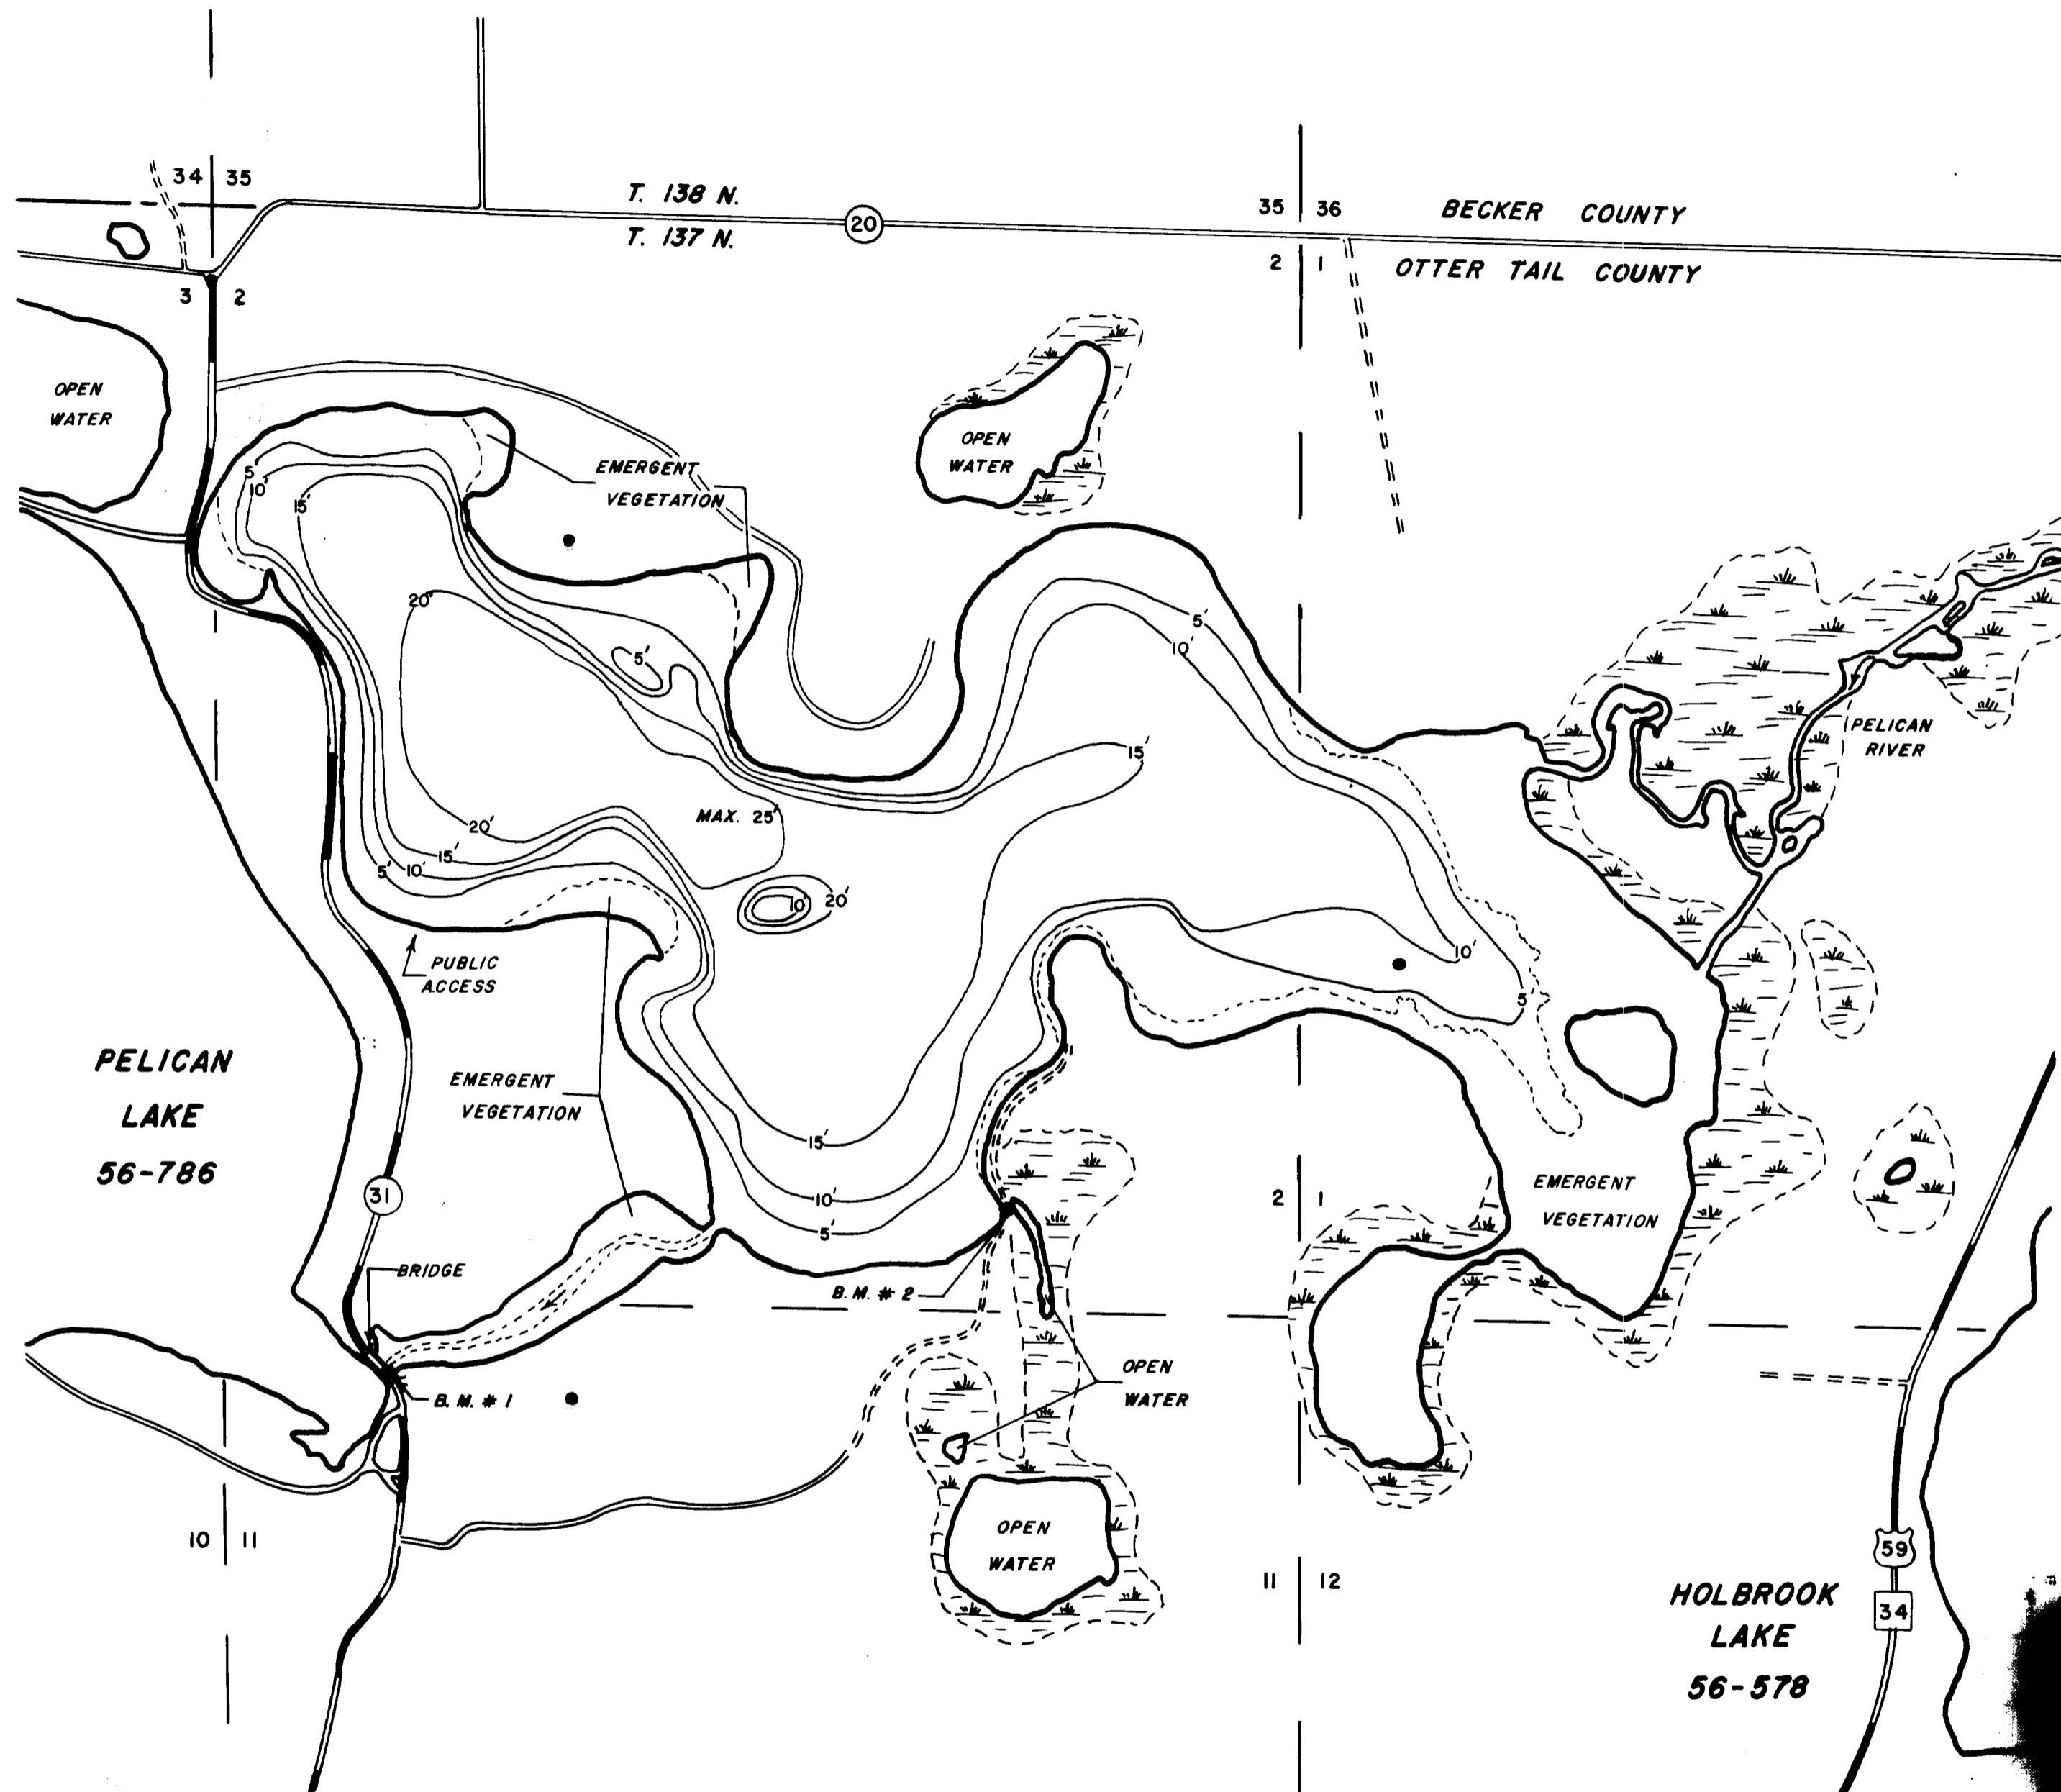 34 35
T. 138 N.
20
T. 137 N.
35 36
BECKER COUNTY
2 1
OTTER TAIL COUNTY
3 2
OPEN
WATER
OPEN
WATER
EMERGENT
VEGETATION
5'
10'
15'
20'
5'
5'
10'
15'
PELICAN
RIVER
MAX. 25'
20'
15'
10'
5'
10'
20'
PUBLIC
ACCESS
10'
5'
PELICAN
LAKE
56-786
EMERGENT
VEGETATION
15'
10'
5'
31
2 1
EMERGENT
VEGETATION
BRIDGE
B.M. # 2
B.M. # 1
OPEN
WATER
10 11
OPEN
WATER
11 12
59
34
HOLBROOK
LAKE
56-578